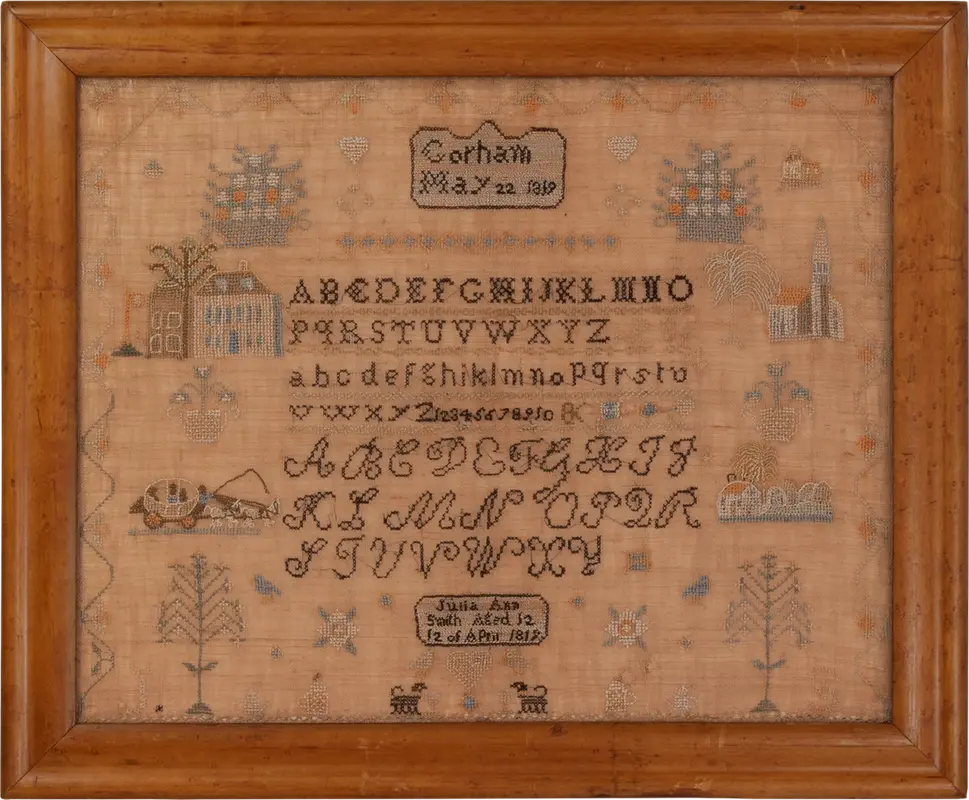 Gorham
May 22 1819
ABCDEFGHIJKLMNO
PQRSTUVWXYZ
abcdefghiklmnopqrstu
vwxyz12345678910 &
ABCDEFGHIJ
KLMNOPQR
STUVWXY
Julia Ann
Smith Aged 12
12 of April 1819